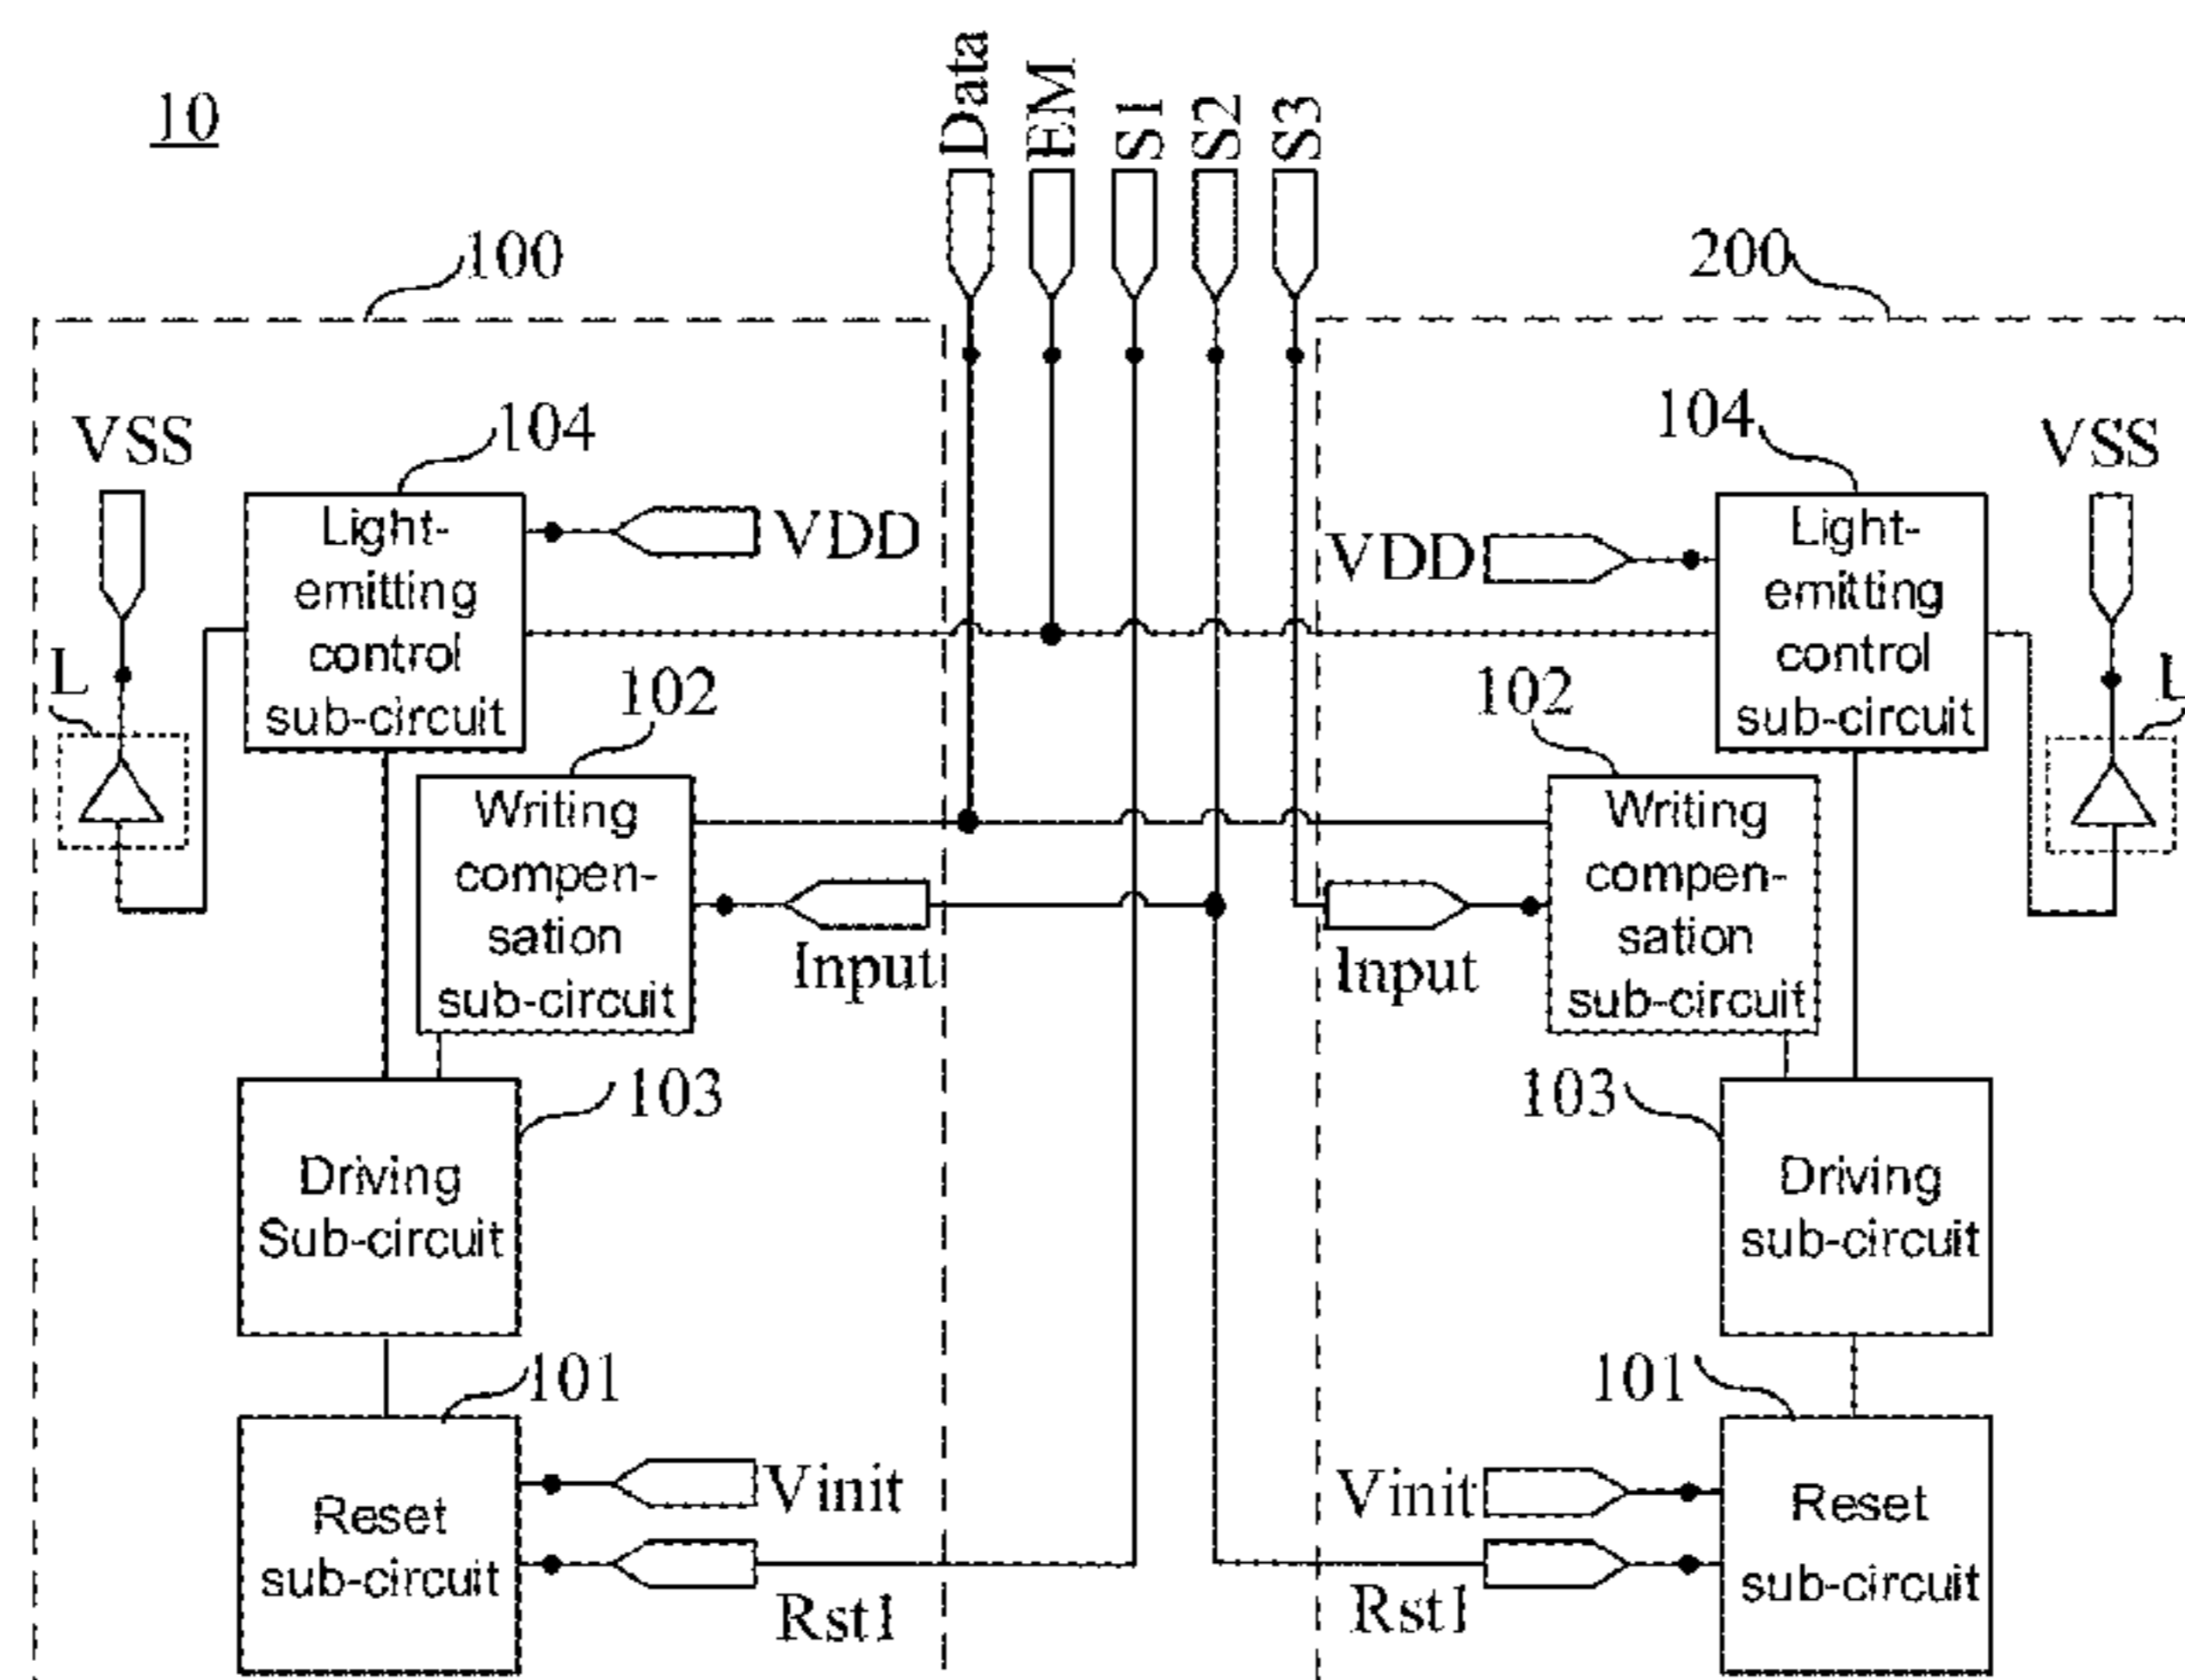 10
Data
EM
S1
S2
S3
100
200
VSS
104
VDD
Light-
emitting
control
sub-circuit
L
102
Writing
compen-
sation
sub-circuit
Input
103
Driving
Sub-circuit
101
Reset
sub-circuit
Vinit
Rst1
104
VSS
VDD
Light-
emitting
control
sub-circuit
L
102
Writing
compen-
sation
sub-circuit
Input
103
Driving
sub-circuit
101
Reset
sub-circuit
Vinit
Rst1